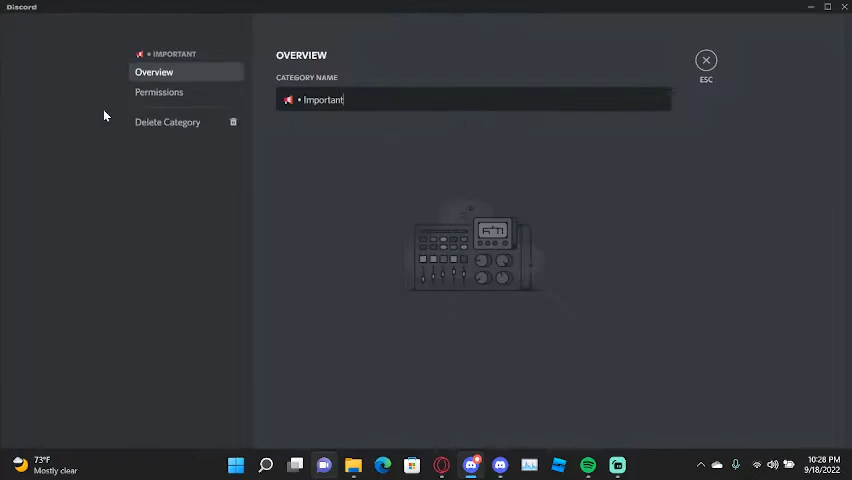 Discord
📢 • IMPORTANT
Overview
Permissions
Delete Category
OVERVIEW
CATEGORY NAME
📢 • Important
ESC
73°F
Mostly clear
10:28 PM
9/18/2022